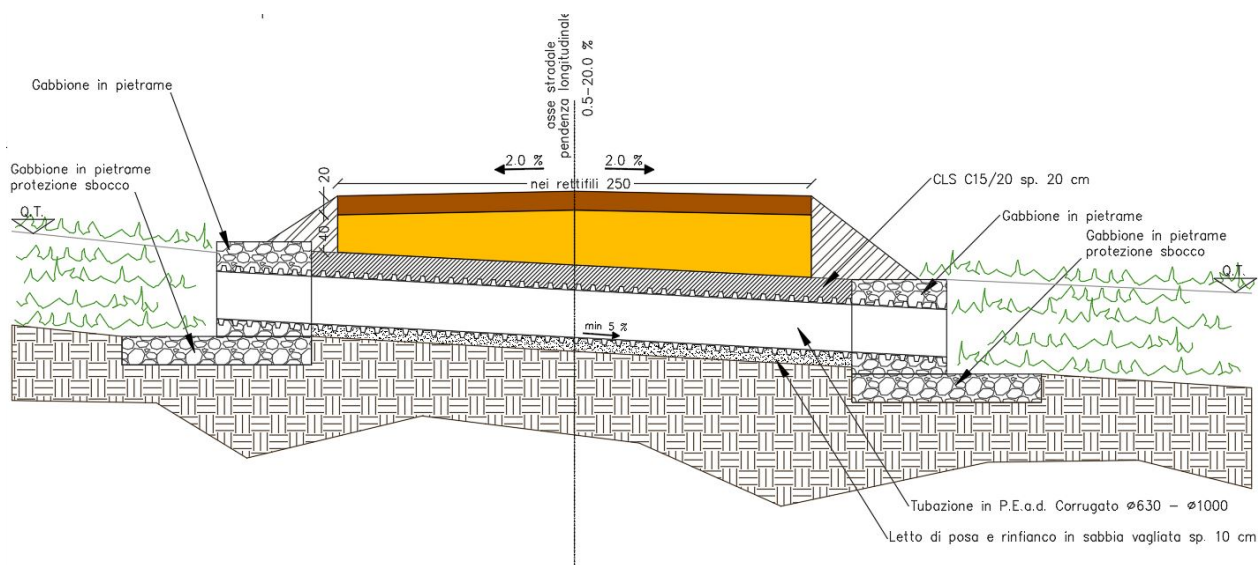 asse stradale
pendenza longitudinale
0.5-20.0 %
Gabbione in pietrame
Gabbione in pietrame
protezione sbocco
Q.T.
20
40
2.0 %
2.0 %
nei rettifili 250
CLS C15/20 sp. 20 cm
Gabbione in pietrame
Gabbione in pietrame
protezione sbocco
Q.T.
min 5 %
Tubazione in P.E.a.d. Corrugato Ø630 - Ø1000
Letto di posa e rinfianco in sabbia vagliata sp. 10 cm